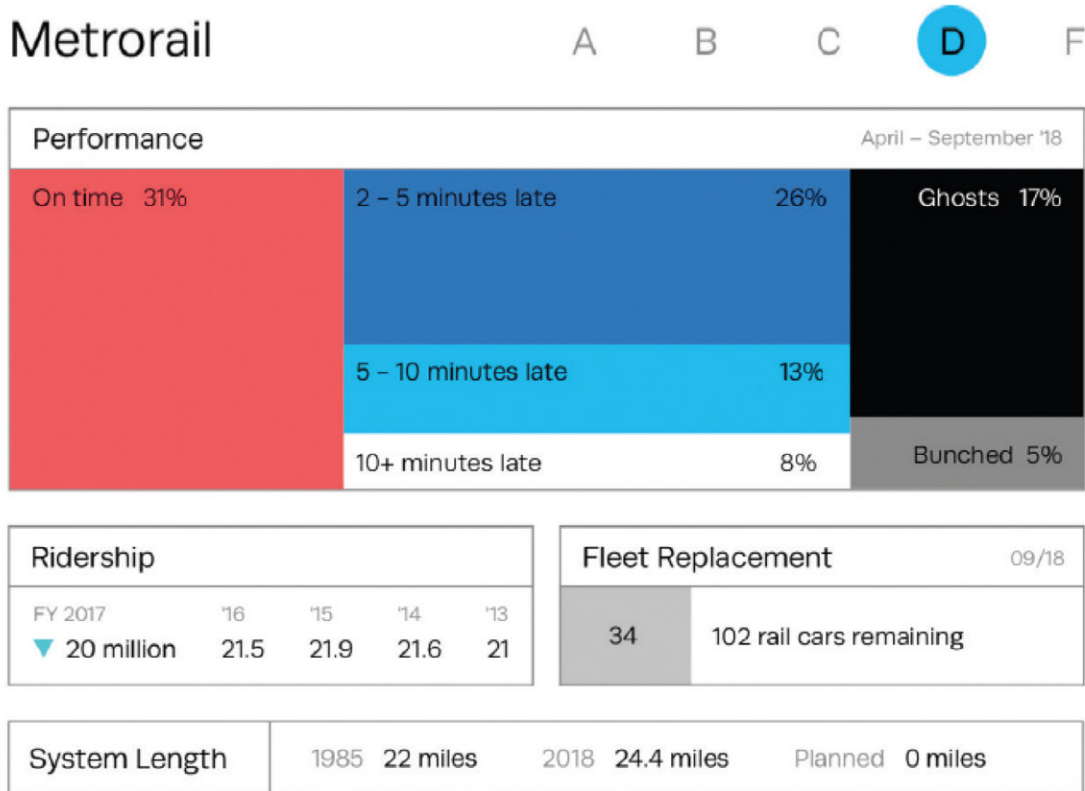 Metrorail A B C D F
Performance April – September '18
On time 31% 2 – 5 minutes late 26% Ghosts 17%
5 – 10 minutes late 13%
10+ minutes late 8% Bunched 5%
Ridership
FY 2017 '16 '15 '14 '13
20 million 21.5 21.9 21.6 21
Fleet Replacement 09/18
34 102 rail cars remaining
System Length 1985 22 miles 2018 24.4 miles Planned 0 miles